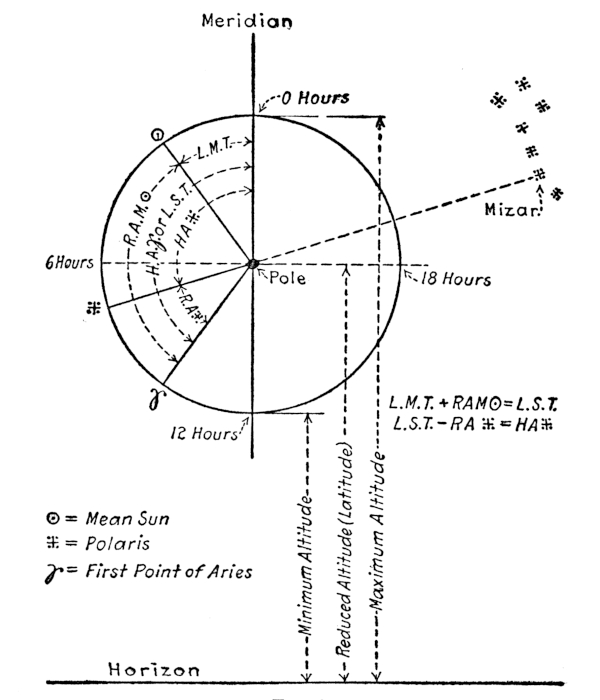 Meridian
0 Hours
L.M.T.
R.A.M.☉
H.A.♈ or L.S.T.
HA⁜
6 Hours
Pole
18 Hours
R.A⁜
Mizar
♈
12 Hours
L.M.T. + RAM☉ = L.S.T.
L.S.T. - RA ⁜ = HA⁜
☉ = Mean Sun
⁜ = Polaris
♈ = First Point of Aries
Minimum Altitude
Reduced Altitude (Latitude)
Maximum Altitude
Horizon